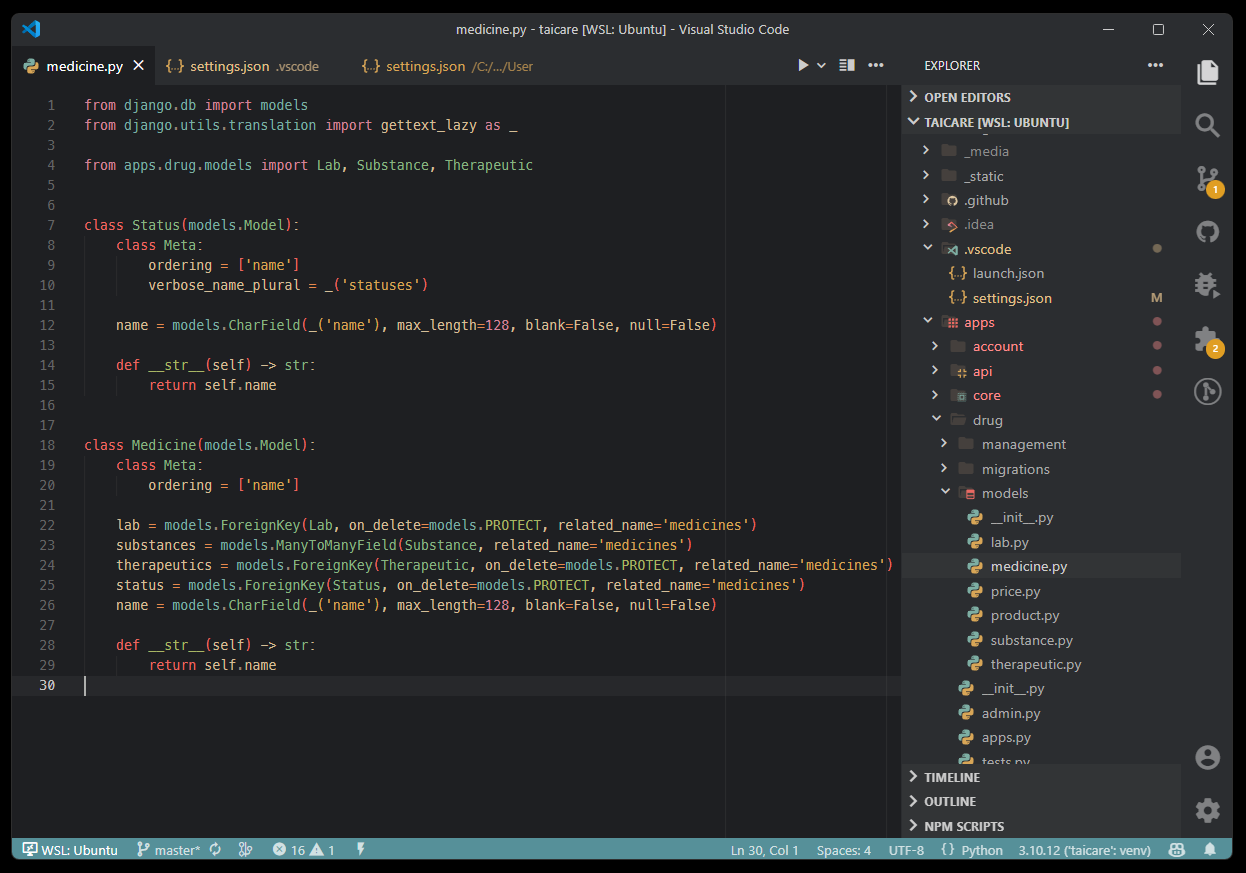 medicine.py - taicare [WSL: Ubuntu] - Visual Studio Code
medicine.py settings.json .vscode settings.json /C:/.../User
1 from django.db import models
2 from django.utils.translation import gettext_lazy as _
3
4 from apps.drug.models import Lab, Substance, Therapeutic
5
6
7 class Status(models.Model):
8     class Meta:
9         ordering = ['name']
10         verbose_name_plural = _('statuses')
11
12     name = models.CharField(_('name'), max_length=128, blank=False, null=False)
13
14     def __str__(self) -> str:
15         return self.name
16
17
18 class Medicine(models.Model):
19     class Meta:
20         ordering = ['name']
21
22     lab = models.ForeignKey(Lab, on_delete=models.PROTECT, related_name='medicines')
23     substances = models.ManyToManyField(Substance, related_name='medicines')
24     therapeutics = models.ForeignKey(Therapeutic, on_delete=models.PROTECT, related_name='medicines')
25     status = models.ForeignKey(Status, on_delete=models.PROTECT, related_name='medicines')
26     name = models.CharField(_('name'), max_length=128, blank=False, null=False)
27
28     def __str__(self) -> str:
29         return self.name
30
EXPLORER
OPEN EDITORS
TAICARE [WSL: UBUNTU]
_media
_static
.github
.idea
.vscode
{..} launch.json
{..} settings.json M
apps
account
api
core
drug
management
migrations
models
__init__.py
lab.py
medicine.py
price.py
product.py
substance.py
therapeutic.py
__init__.py
admin.py
apps.py
tests.py
TIMELINE
OUTLINE
NPM SCRIPTS
1
2
WSL: Ubuntu master* 16 1 Ln 30, Col 1 Spaces: 4 UTF-8 {} Python 3.10.12 ('taicare': venv)